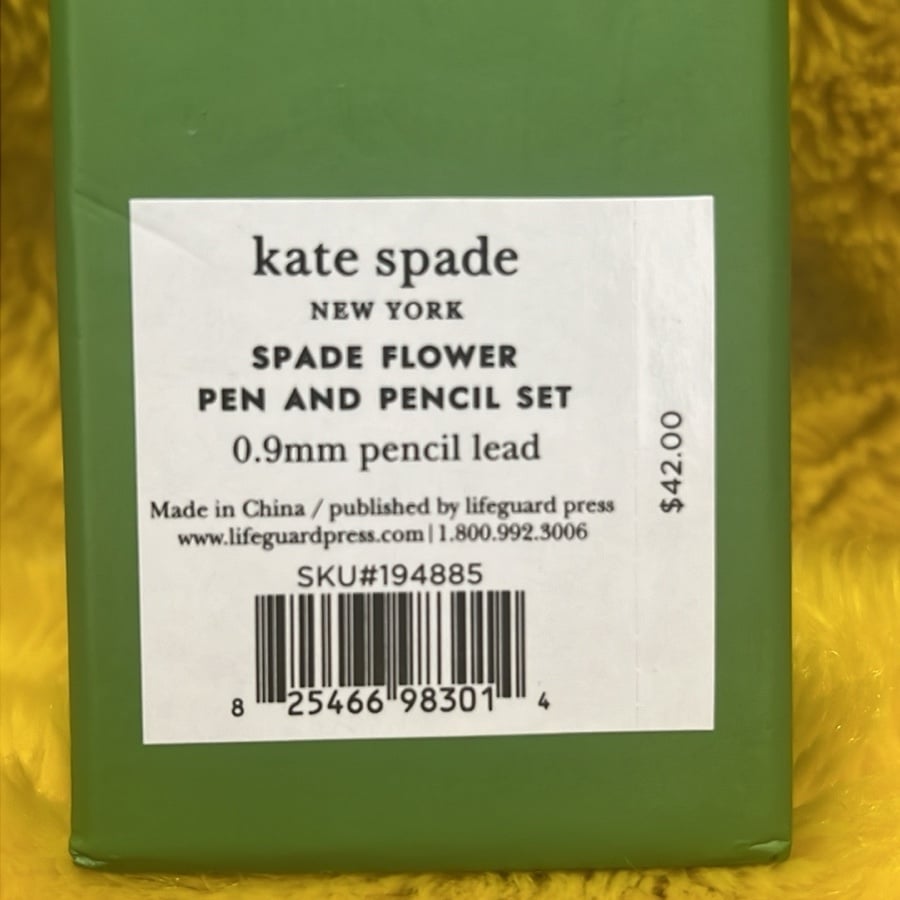 kate spade
NEW YORK
SPADE FLOWER
PEN AND PENCIL SET
0.9mm pencil lead
Made in China / published by lifeguard press
www.lifeguardpress.com | 1.800.992.3006
SKU#194885
8 25466 98301 4
$42.00